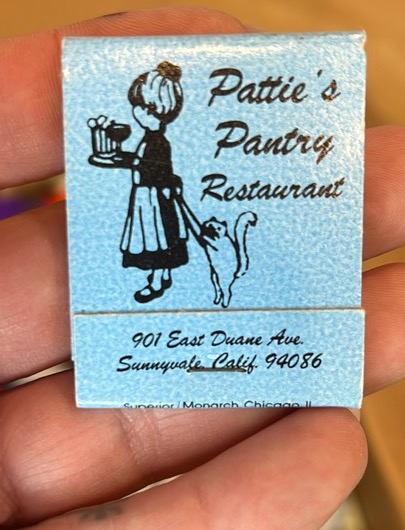 Pattie's
Pantry
Restaurant
901 East Duane Ave.
Sunnyvale, Calif. 94086
Superior/Monarch Chicago IL